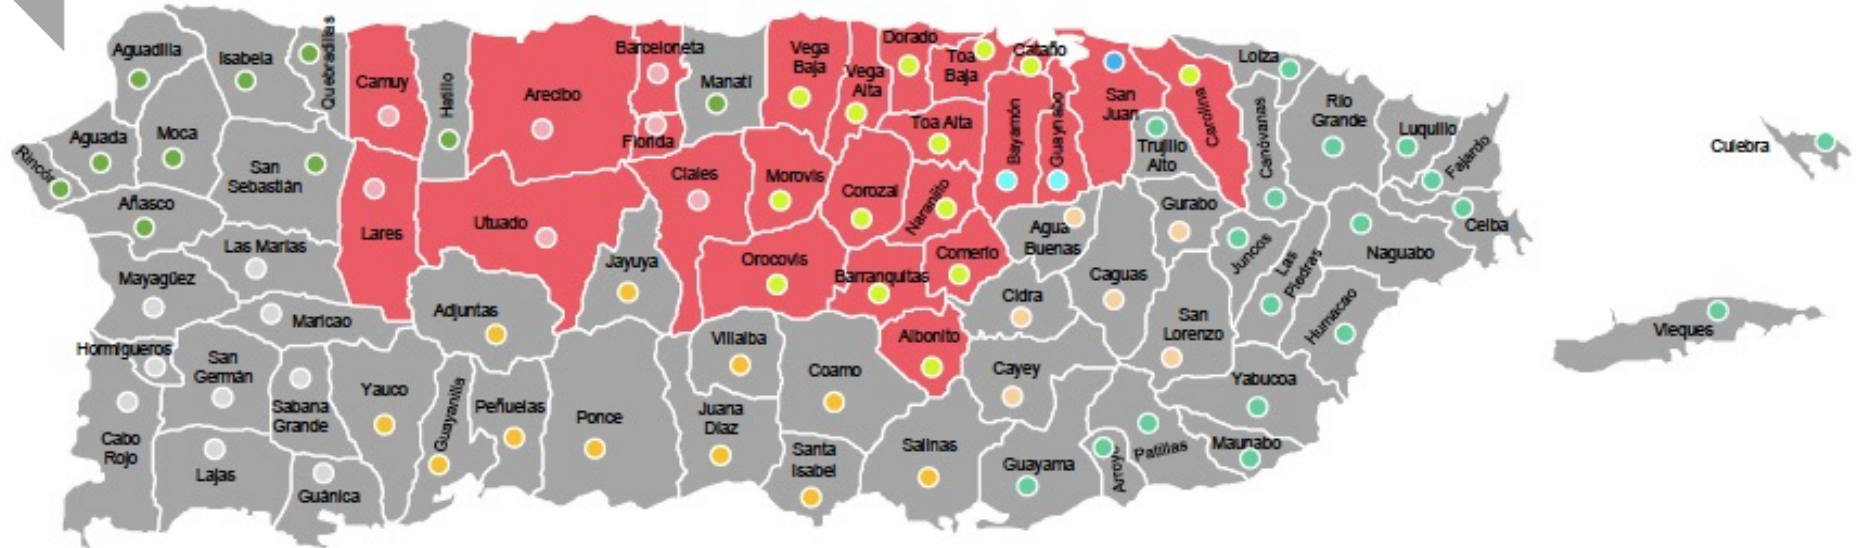 Aguadilla
Isabela
Quebradillas
Camuy
Hatillo
Arecibo
Barceloneta
Manatí
Vega
Baja
Vega
Alta
Dorado
Toa
Baja
Cataño
San
Juan
Carolina
Loiza
Río
Grande
Luquillo
Fajardo
Culebra
Aguada
Moca
San
Sebastián
Rincón
Añasco
Florida
Ciales
Morovis
Corozal
Toa Alta
Naranjito
Bayamón
Guaynabo
Trujillo
Alto
Canóvanas
Ceiba
Las Marías
Lares
Utuado
Jayuya
Orocovis
Barranquitas
Comerío
Agua
Buenas
Gurabo
Juncos
Las
Piedras
Naguabo
Mayagüez
Maricao
Adjuntas
Cidra
Caguas
San
Lorenzo
Humacao
Vieques
Hormigueros
San
Germán
Sabana
Grande
Yauco
Guayanilla
Peñuelas
Ponce
Villalba
Juana
Díaz
Coamo
Aibonito
Cayey
Yabucoa
Cabo
Rojo
Lajas
Guánica
Santa
Isabel
Salinas
Guayama
Arroyo
Patillas
Maunabo